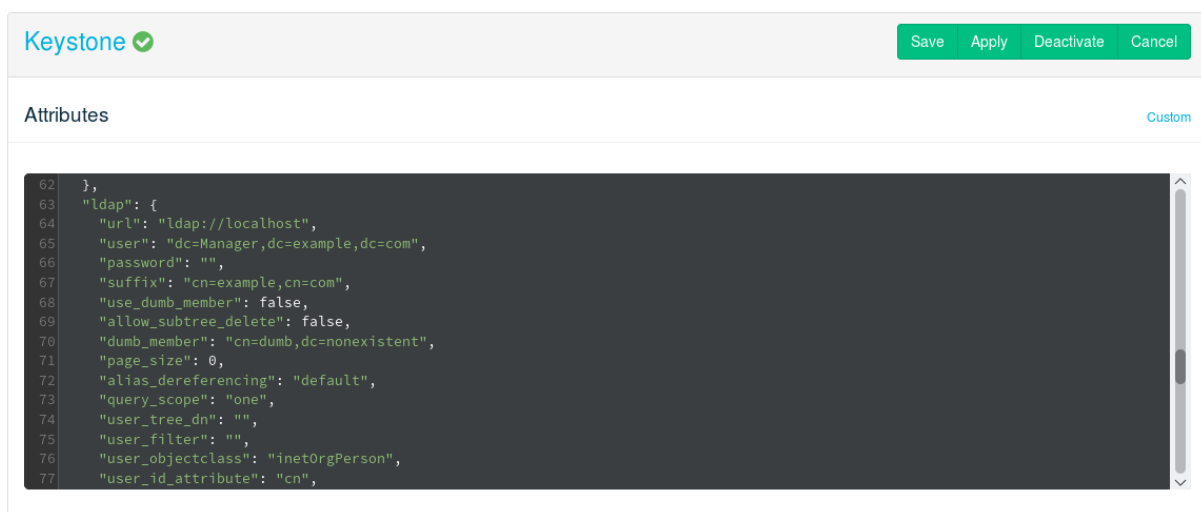 Keystone
Save Apply Deactivate Cancel
Attributes
Custom
62 },
63 "ldap": {
64 "url": "ldap://localhost",
65 "user": "dc=Manager,dc=example,dc=com",
66 "password": "",
67 "suffix": "cn=example,cn=com",
68 "use_dumb_member": false,
69 "allow_subtree_delete": false,
70 "dumb_member": "cn=dumb,dc=nonexistent",
71 "page_size": 0,
72 "alias_dereferencing": "default",
73 "query_scope": "one",
74 "user_tree_dn": "",
75 "user_filter": "",
76 "user_objectclass": "inetOrgPerson",
77 "user_id_attribute": "cn",